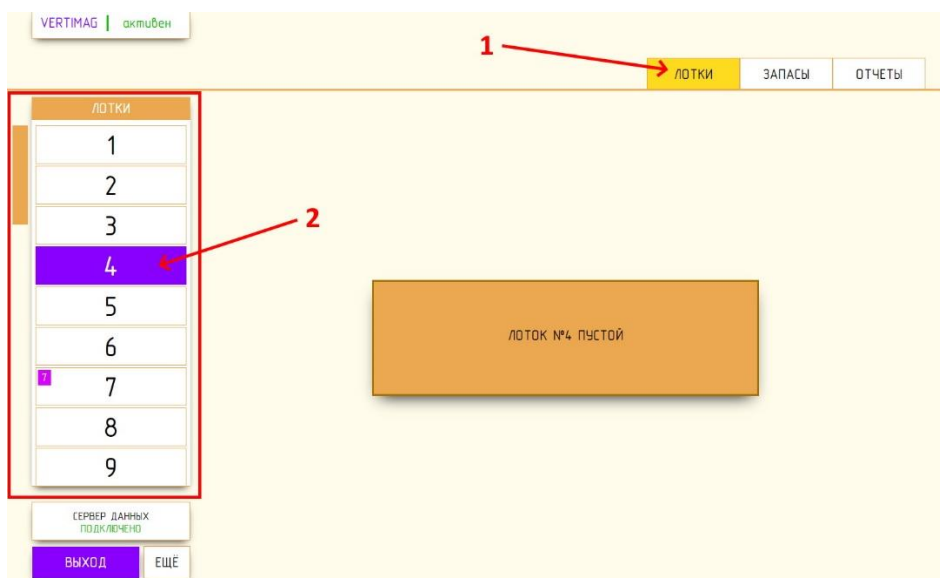 VERTIMAG | активен
1
ЛОТКИ
ЗАПАСЫ
ОТЧЕТЫ
ЛОТКИ
1
2
3
2
4
5
6
7
7
8
9
ЛОТОК №4 ПУСТОЙ
СЕРВЕР ДАННЫХ
ПОДКЛЮЧЕНО
ВЫХОД
ЕЩЁ